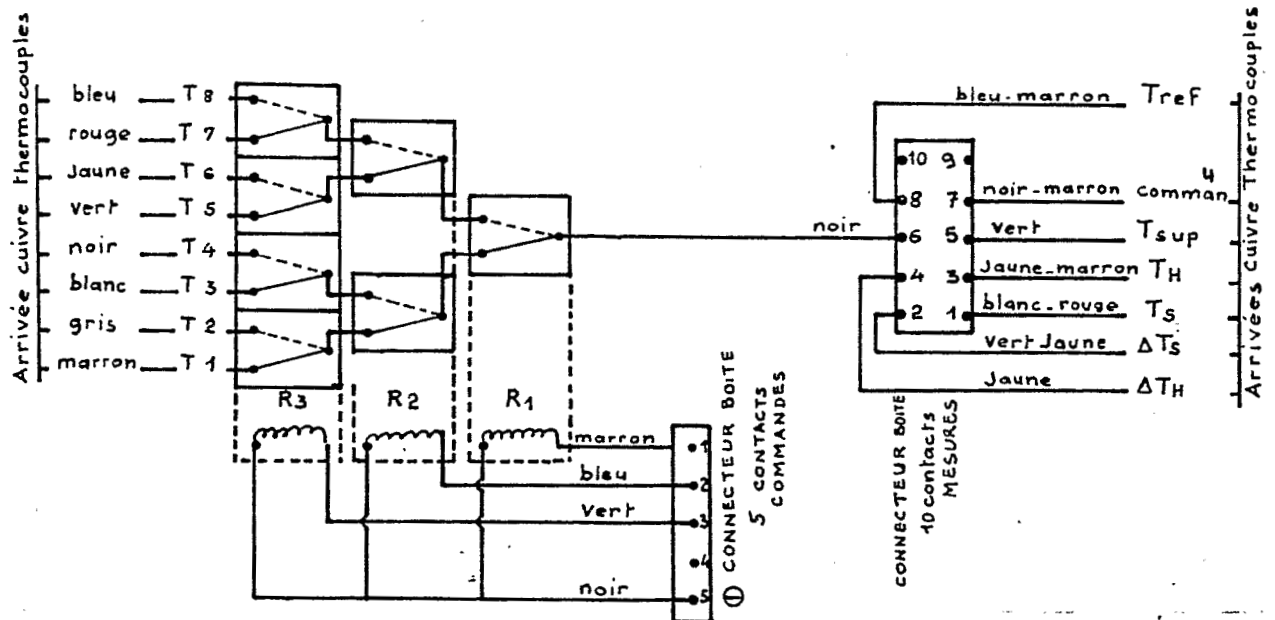 Arrivée cuivre thermocouples
bleu T 8
rouge T 7
Jaune T 6
vert T 5
noir T 4
blanc T 3
gris T 2
marron T 1
R3
R2
R1
marron
bleu
vert
noir
1
2
3
4
5
⊖ CONNECTEUR BOITE
5 CONTACTS
COMMANDES
noir
10 9
8 7
6 5
4 3
2 1
CONNECTEUR BOITE
10 contacts
MESURES
bleu-marron Tref
4
noir-marron comman
vert Tsup
Jaune-marron TH
blanc-rouge Ts
vert Jaune ΔTs
Jaune ΔTH
Arrivées cuivre Thermocouples